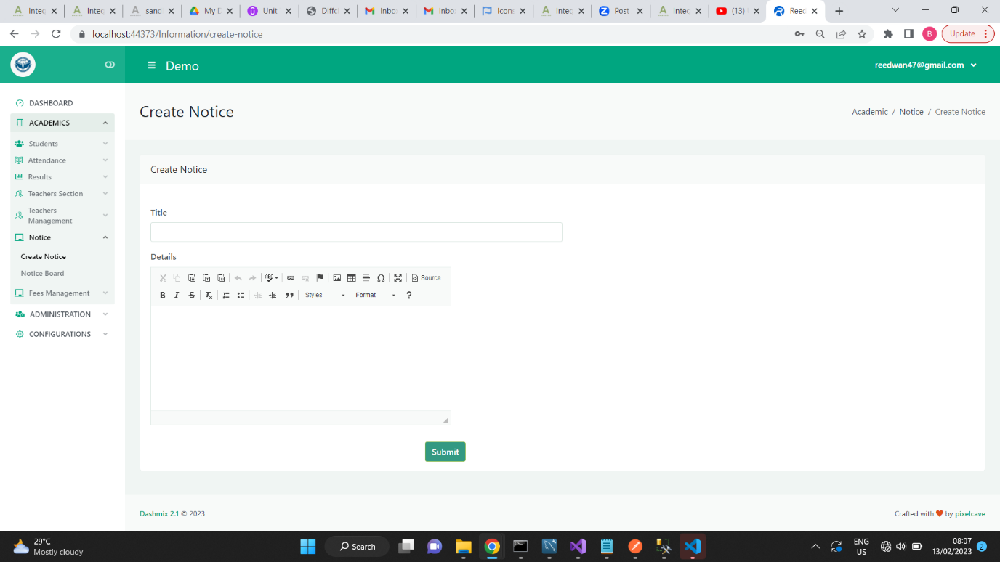 Integ
Integ
sand
My D
Unit
Diffch
Inbo
Inbo
Icons
Integ
Post
Integ
(13)
Reed
localhost:44373/Information/create-notice
B
Update
Demo
reedwan47@gmail.com
DASHBOARD
ACADEMICS
Students
Attendance
Results
Teachers Section
Teachers
Management
Notice
Create Notice
Notice Board
Fees Management
ADMINISTRATION
CONFIGURATIONS
Create Notice
Academic / Notice / Create Notice
Create Notice
Title
Details
Source
Styles
Format
Submit
Dashmix 2.1 © 2023
Crafted with ❤ by pixelcave
29°C
Mostly cloudy
Search
ENG
US
08:07
13/02/2023
2